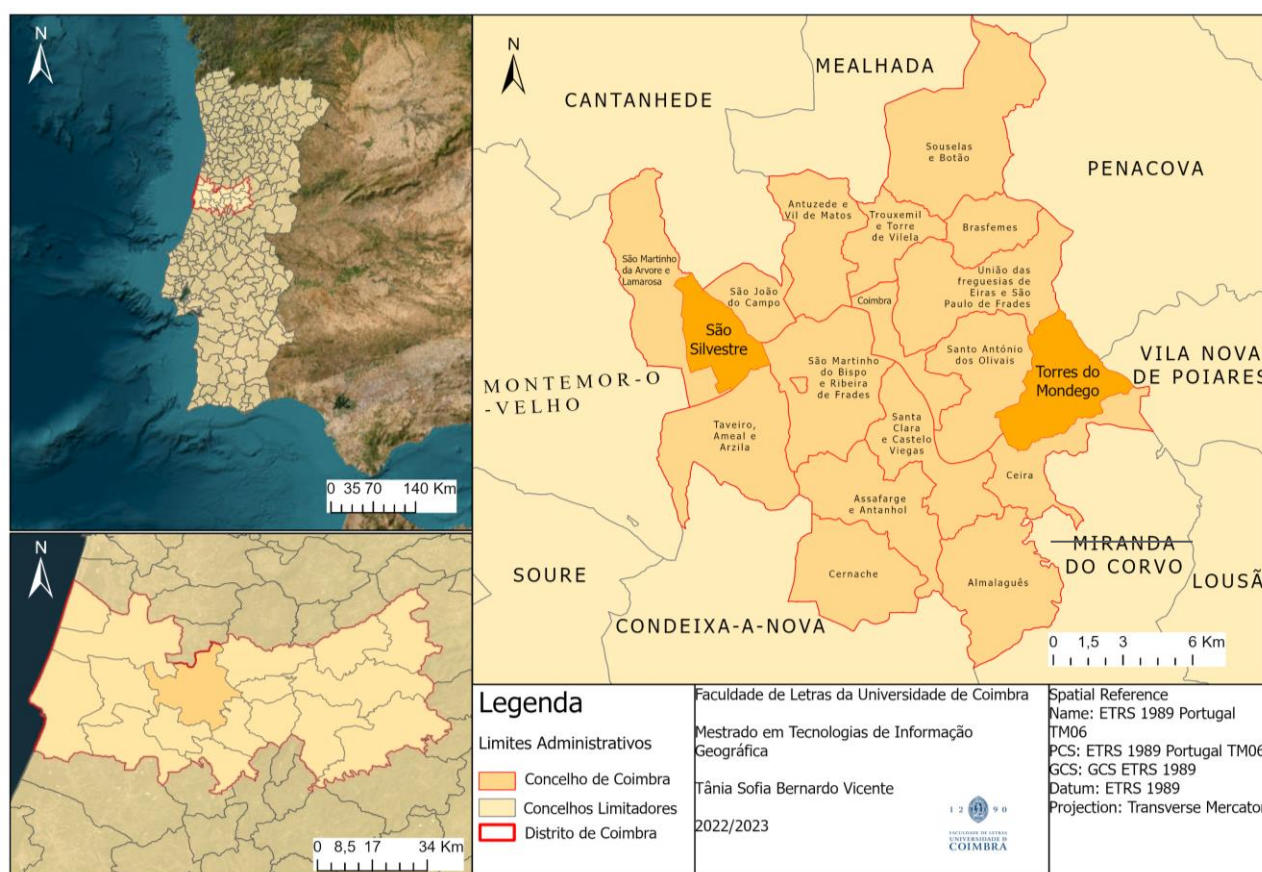 N
0 35 70 140 Km
N
0 8,5 17 34 Km
N
MEALHADA
CANTANHEDE
PENACOVA
Souselas
e Botão
Antuzede e
Vil de Matos
Trouxemil
e Torre
de Vilela
Brasfemes
São Martinho
da Arvore e
Lamarosa
São João
do Campo
Coimbra
União das
freguesias de
Eiras e São
Paulo de Frades
São
Silvestre
Santo António
dos Olivais
Torres do
Mondego
VILA NOVA
DE POIARES
MONTEMOR-O
-VELHO
São Martinho
do Bispo
e Ribeira
de Frades
Santa
Clara
e Castelo
Viegas
Taveiro,
Ameal e
Arzila
Ceira
Assafarge
e Antanhol
MIRANDA
DO CORVO
SOURE
Cernache
Almalaguês
LOUSÃ
CONDEIXA-A-NOVA
0 1,5 3 6 Km
Legenda
Limites Administrativos
Concelho de Coimbra
Concelhos Limitadores
Distrito de Coimbra
Faculdade de Letras da Universidade de Coimbra
Mestrado em Tecnologias de Informação
Geográfica
Tânia Sofia Bernardo Vicente
2022/2023
12 90
FACULDADE DE LETRAS
UNIVERSIDADE D
COIMBRA
Spatial Reference
Name: ETRS 1989 Portugal
TM06
PCS: ETRS 1989 Portugal TM06
GCS: GCS ETRS 1989
Datum: ETRS 1989
Projection: Transverse Mercator